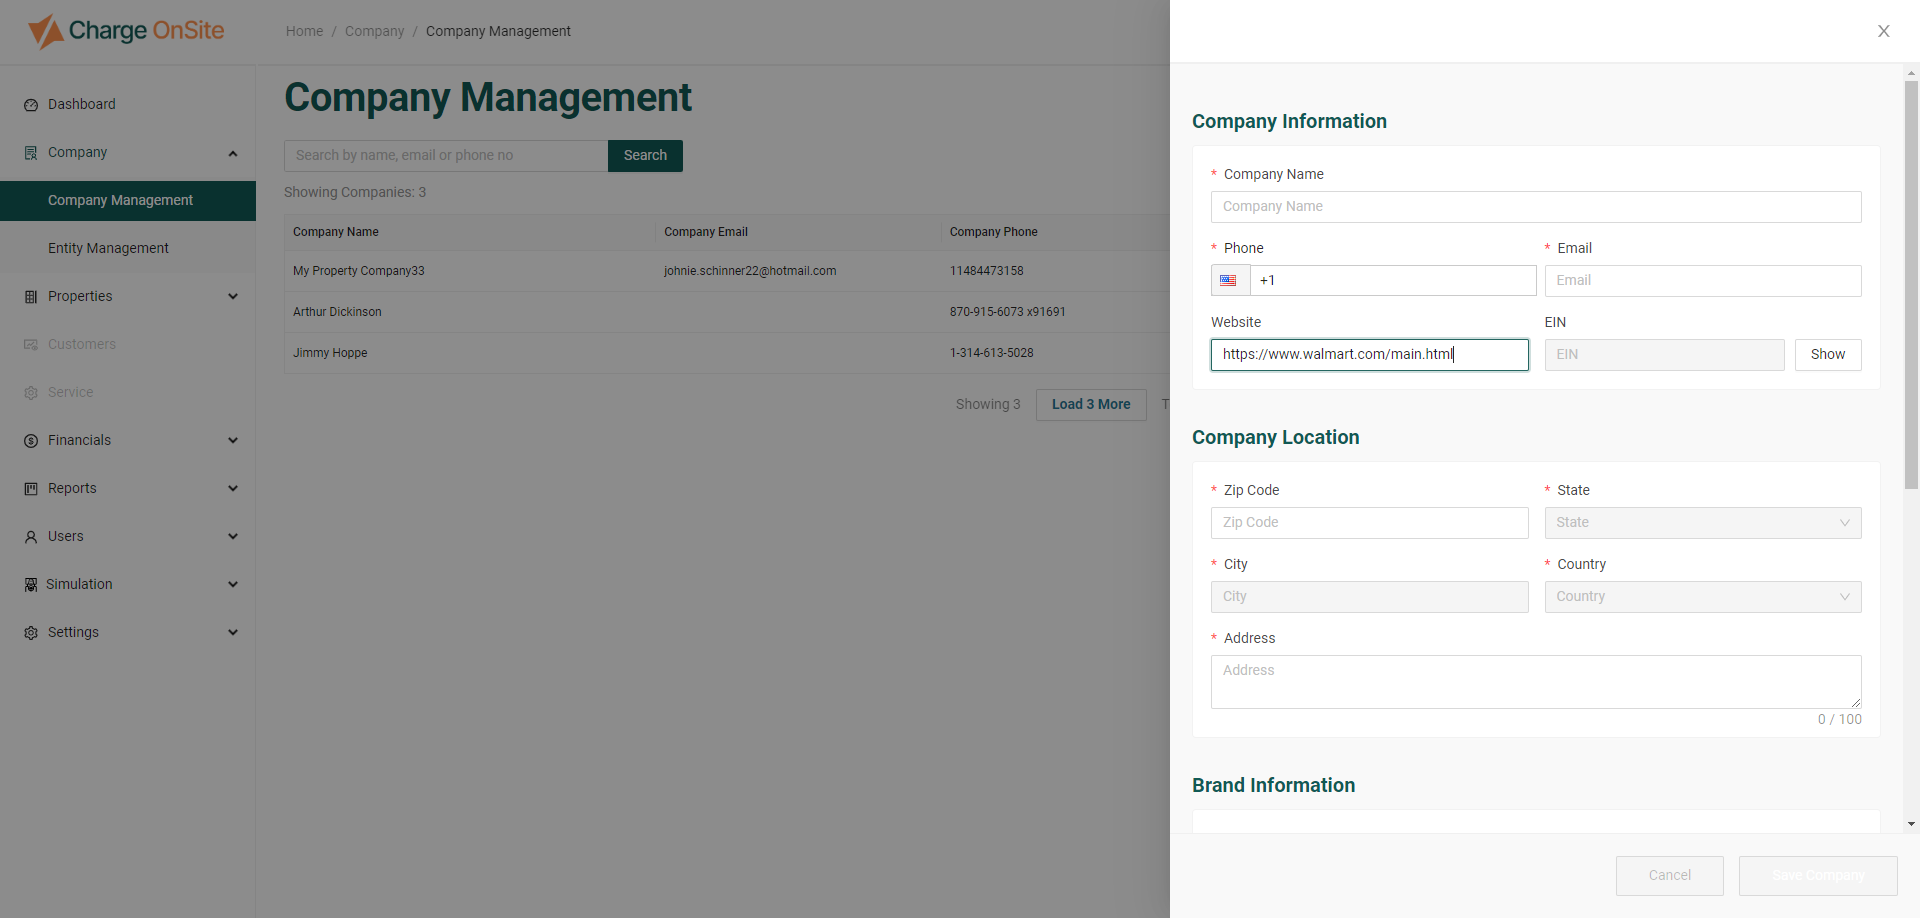 Charge OnSite
Home / Company / Company Management
X
Dashboard
Company
Company Management
Entity Management
Properties
Customers
Service
Financials
Reports
Users
Simulation
Settings
Company Management
Search by name, email or phone no
Search
Showing Companies: 3
Company Name Company Email Company Phone
My Property Company33 johnie.schinner22@hotmail.com 11484473158
Arthur Dickinson 870-915-6073 x91691
Jimmy Hoppe 1-314-613-5028
Showing 3 Load 3 More T
Company Information
* Company Name
Company Name
* Phone * Email
+1 Email
Website EIN
https://www.walmart.com/main.html EIN Show
Company Location
* Zip Code * State
Zip Code State
* City * Country
City Country
* Address
Address
0 / 100
Brand Information
Cancel Save Company